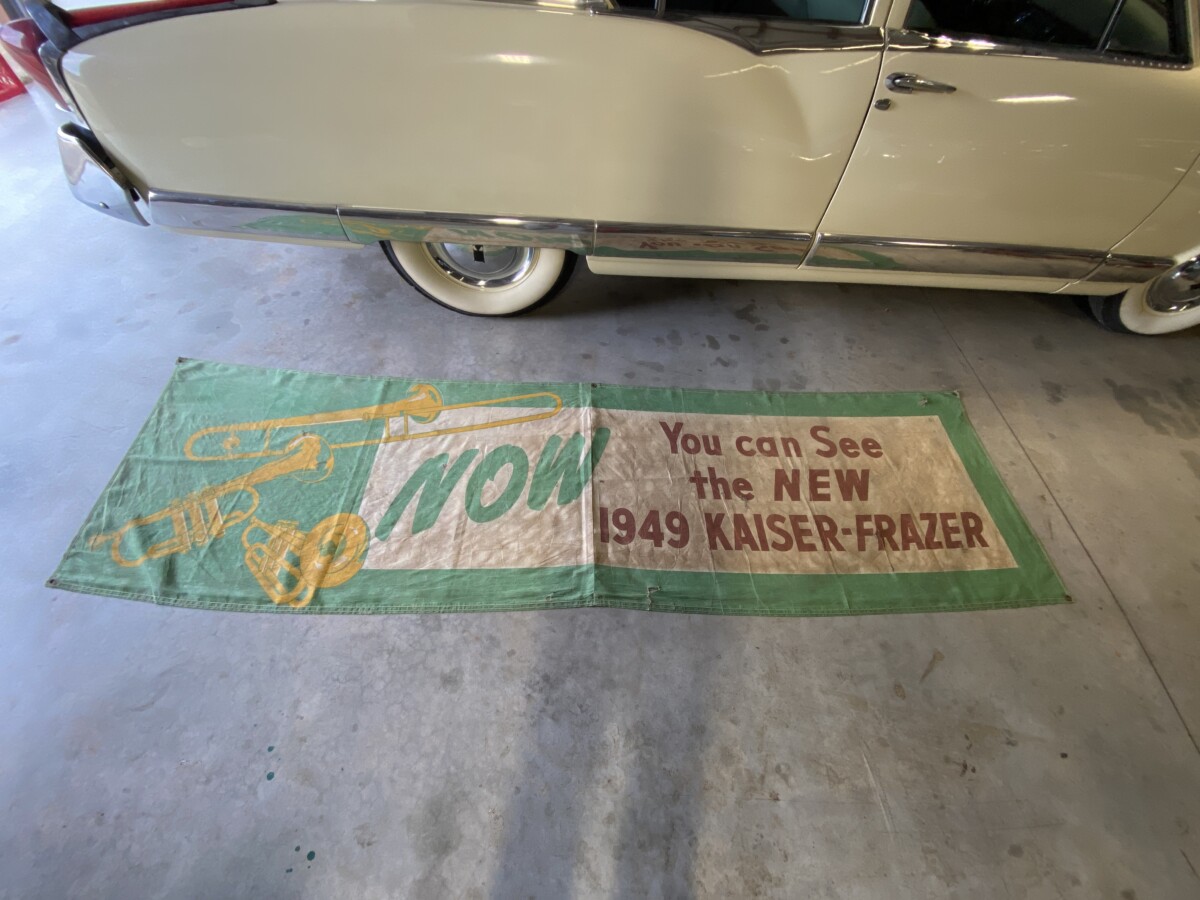 NOW
You can See
the NEW
1949 KAISER-FRAZER